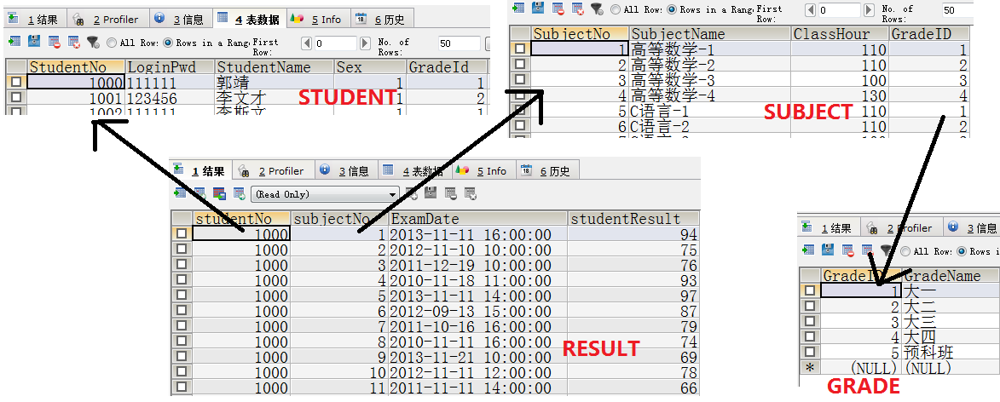 1 结果 2 Profiler 3 信息 4 表数据 5 Info 6 历史
All Row: Rows in a Rang First Row: 0 No. of Rows: 50
StudentNo LoginPwd StudentName Sex GradeId
1000 111111 郭靖 1 1
1001 123456 李文才 1 2
1002 111111 李斯文 1
STUDENT
All Row: Rows in a Rang First Row: 0 No. of Rows: 50
SubjectNo SubjectName ClassHour GradeID
1 高等数学-1 110 1
2 高等数学-2 110 2
3 高等数学-3 100 3
4 高等数学-4 130 4
5 C语言-1 110 1
6 C语言-2 110 2
SUBJECT
1 结果 2 Profiler 3 信息 4 表数据 5 Info 6 历史
(Read Only)
studentNo subjectNo ExamDate studentResult
1000 1 2013-11-11 16:00:00 94
1000 2 2012-11-10 10:00:00 75
1000 3 2011-12-19 10:00:00 76
1000 4 2010-11-18 11:00:00 93
1000 5 2013-11-11 14:00:00 97
1000 6 2012-09-13 15:00:00 87
1000 7 2011-10-16 16:00:00 79
1000 8 2010-11-11 16:00:00 74
1000 9 2013-11-21 10:00:00 69
1000 10 2012-11-11 12:00:00 78
1000 11 2011-11-11 14:00:00 66
RESULT
1 结果 2 Profiler 3 信息
All Row: Rows i
GradeID GradeName
1 大一
2 大二
3 大三
4 大四
5 预科班
* (NULL) (NULL)
GRADE